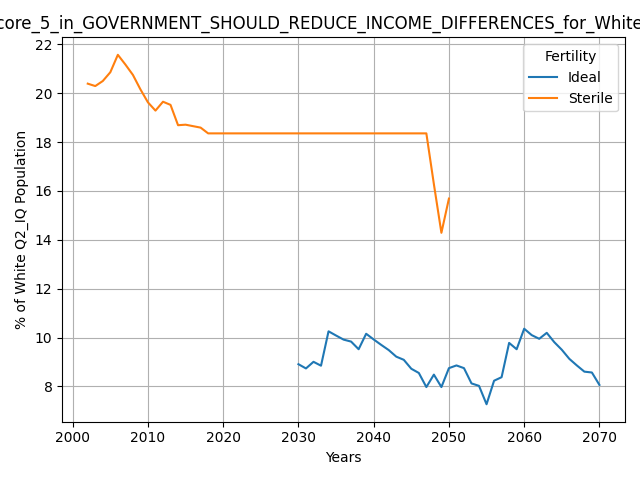 core_5_in_GOVERNMENT_SHOULD_REDUCE_INCOME_DIFFERENCES_for_White
Fertility
Ideal
Sterile
% of White Q2_IQ Population
22
20
18
16
14
12
10
8
2000 2010 2020 2030 2040 2050 2060 2070
Years